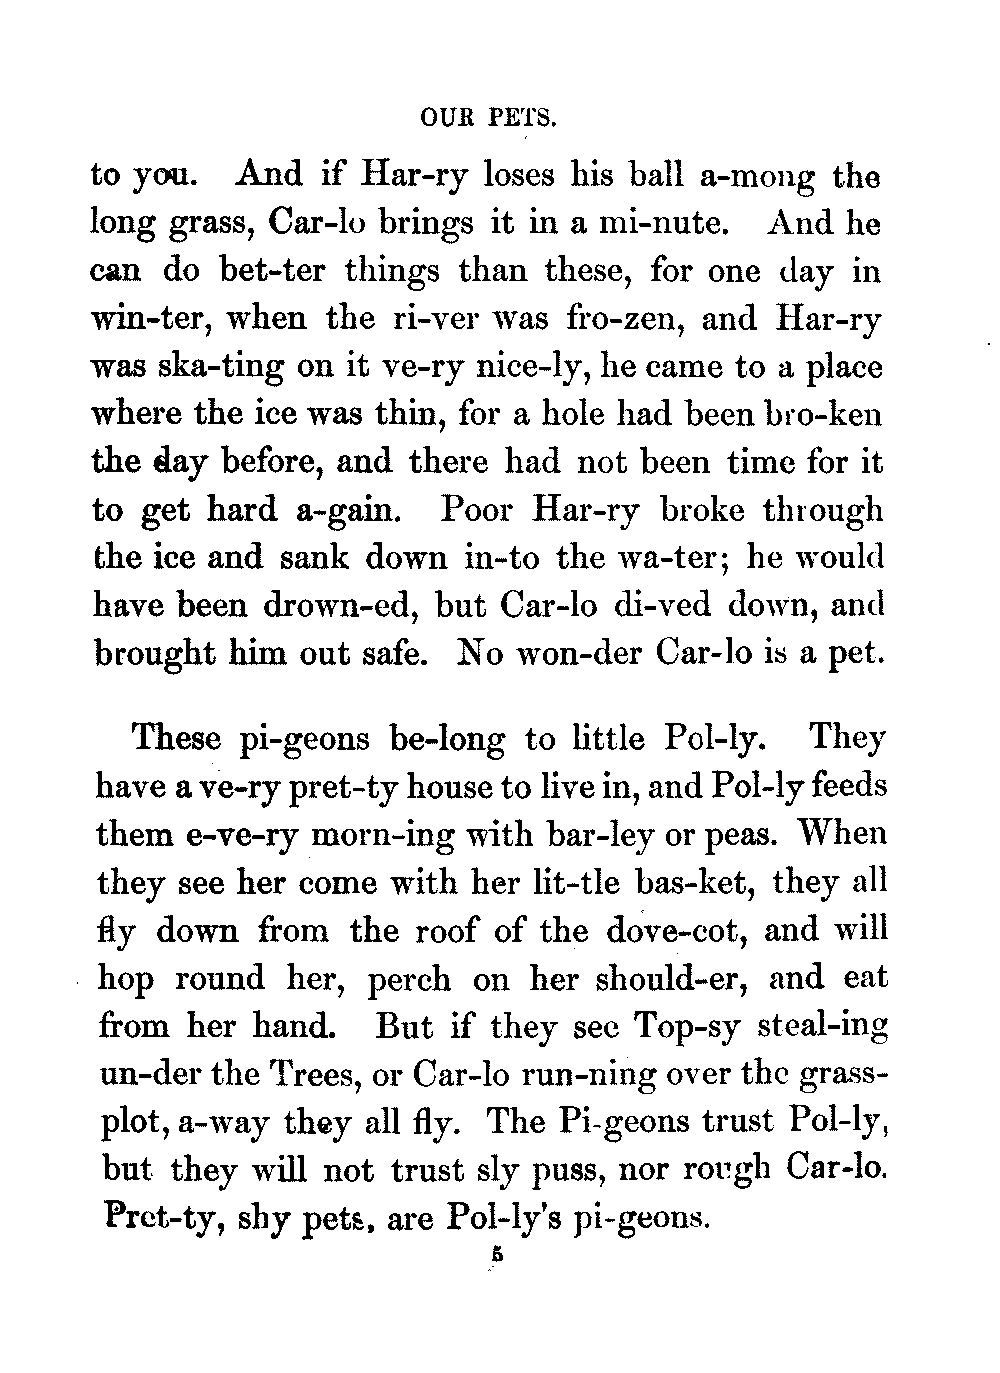 OUR PETS.
to you. And if Har-ry loses his ball a-mong the
long grass, Car-lo brings it in a mi-nute. And he
can do bet-ter things than these, for one day in
win-ter, when the ri-ver was fro-zen, and Har-ry
was ska-ting on it ve-ry nice-ly, he came to a place
where the ice was thin, for a hole had been bro-ken
the day before, and there had not been time for it
to get hard a-gain. Poor Har-ry broke through
the ice and sank down in-to the wa-ter; he would
have been drown-ed, but Car-lo di-ved down, and
brought him out safe. No won-der Car-lo is a pet.
These pi-geons be-long to little Pol-ly. They
have a ve-ry pret-ty house to live in, and Pol-ly feeds
them e-ve-ry morn-ing with bar-ley or peas. When
they see her come with her lit-tle bas-ket, they all
fly down from the roof of the dove-cot, and will
hop round her, perch on her should-er, and eat
from her hand. But if they see Top-sy steal-ing
un-der the Trees, or Car-lo run-ning over the grass-
plot, a-way they all fly. The Pi-geons trust Pol-ly,
but they will not trust sly puss, nor rough Car-lo.
Pret-ty, shy pets, are Pol-ly's pi-geons.
5